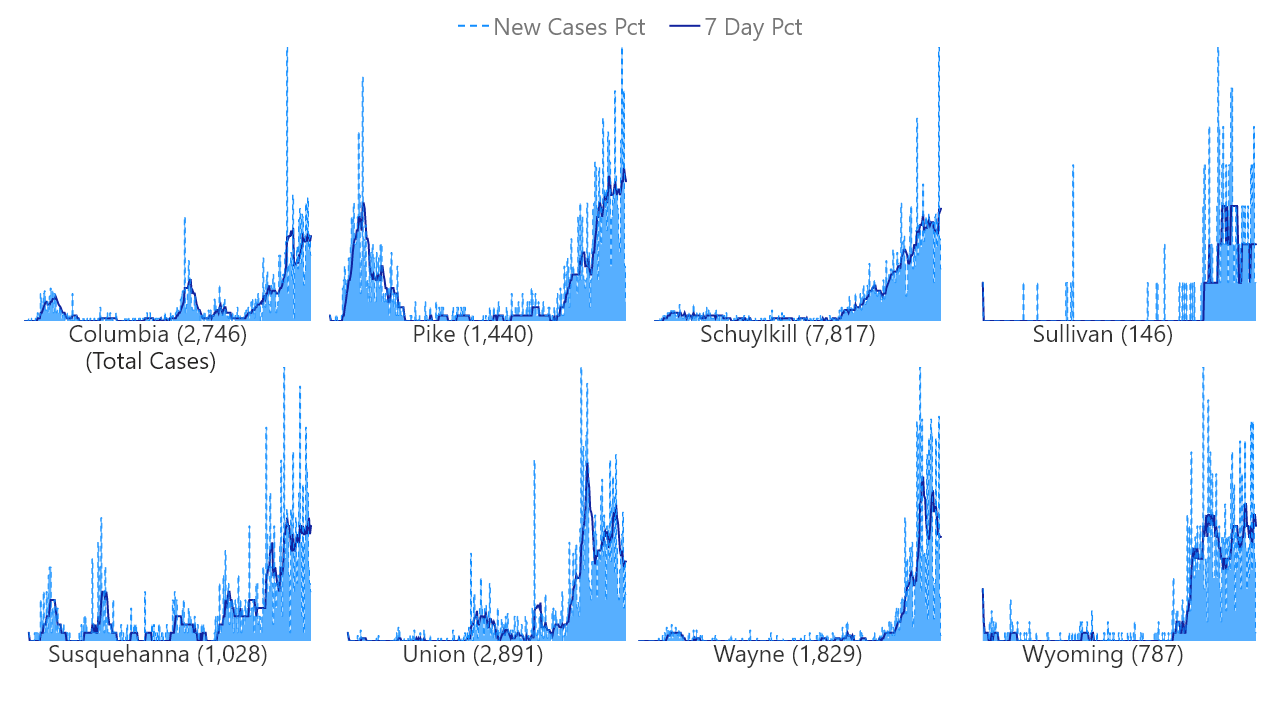 New Cases Pct 7 Day Pct
Columbia (2,746)
(Total Cases)
Pike (1,440)
Schuylkill (7,817)
Sullivan (146)
Susquehanna (1,028)
Union (2,891)
Wayne (1,829)
Wyoming (787)